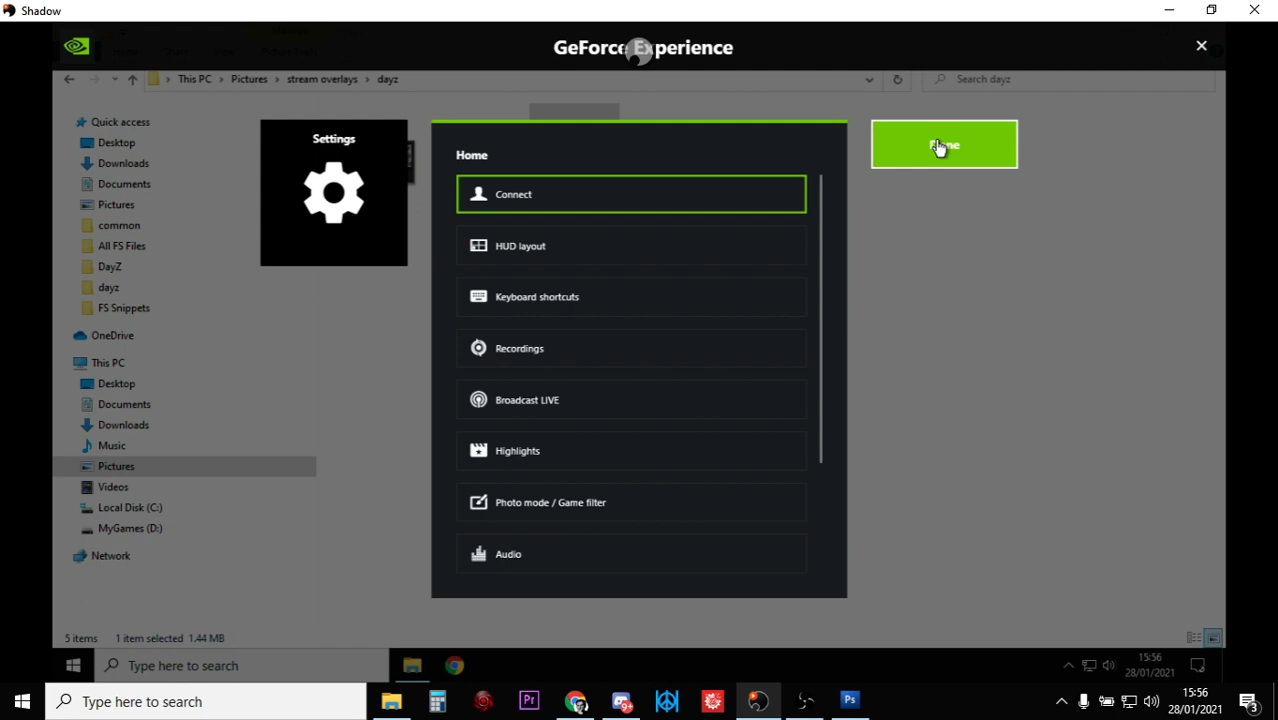 Shadow
GeForce Experience
This PC
Pictures
stream overlays
dayz
Search dayz
Quick access
Desktop
Downloads
Documents
Pictures
common
All FS Files
DayZ
dayz
FS Snippets
OneDrive
This PC
Desktop
Documents
Downloads
Music
Pictures
Videos
Local Disk (C:)
MyGames (D:)
Network
Settings
Home
Connect
HUD layout
Keyboard shortcuts
Recordings
Broadcast LIVE
Highlights
Photo mode / Game filter
Audio
5 items
1 item selected 1.44 MB
Type here to search
15:56
28/01/2021
Type here to search
Pr
9+
Ps
15:56
28/01/2021
3